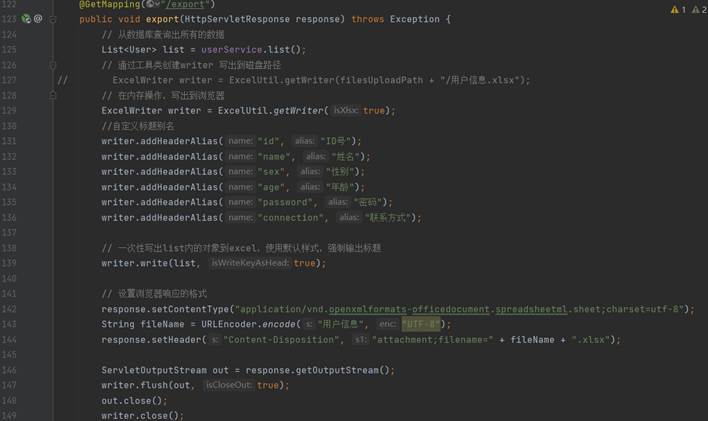 122 @GetMapping("/export")
123 public void export(HttpServletResponse response) throws Exception {
124 // 从数据库查询出所有的数据
125 List<User> list = userService.list();
126 // 通过工具类创建writer 写出到磁盘路径
127 // ExcelWriter writer = ExcelUtil.getWriter(filesUploadPath + "/用户信息.xlsx");
128 // 在内存操作，写出到浏览器
129 ExcelWriter writer = ExcelUtil.getWriter( isXlsx: true);
130 //自定义标题别名
131 writer.addHeaderAlias( name: "id", alias: "ID号");
132 writer.addHeaderAlias( name: "name", alias: "姓名");
133 writer.addHeaderAlias( name: "sex", alias: "性别");
134 writer.addHeaderAlias( name: "age", alias: "年龄");
135 writer.addHeaderAlias( name: "password", alias: "密码");
136 writer.addHeaderAlias( name: "connection", alias: "联系方式");
137
138 // 一次性写出list内的对象到excel，使用默认样式，强制输出标题
139 writer.write(list, isWriteKeyAsHead: true);
140
141 // 设置浏览器响应的格式
142 response.setContentType("application/vnd.openxmlformats-officedocument.spreadsheetml.sheet;charset=utf-8");
143 String fileName = URLEncoder.encode( s: "用户信息", enc: "UTF-8");
144 response.setHeader( s: "Content-Disposition", s1: "attachment;filename=" + fileName + ".xlsx");
145
146 ServletOutputStream out = response.getOutputStream();
147 writer.flush(out, isCloseOut: true);
148 out.close();
149 writer.close();
1 2